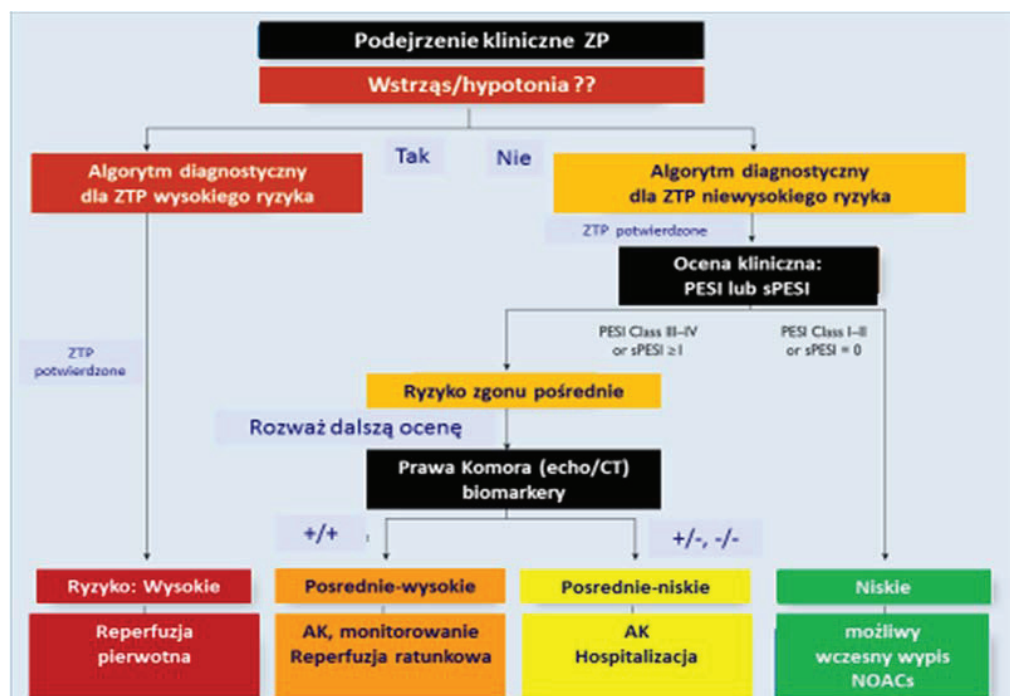 Podejrzenie kliniczne ZP
Wstrząs/hypotonia ??
Tak
Nie
Algorytm diagnostyczny
dla ZTP wysokiego ryzyka
Algorytm diagnostyczny
dla ZTP niewysokiego ryzyka
ZTP potwierdzone
Ocena kliniczna:
PESI lub sPESI
PESI Class III–IV
or sPESI ≥1
PESI Class I–II
or sPESI = 0
ZTP
potwierdzone
Ryzyko zgonu pośrednie
Rozważ dalszą ocenę
Prawa Komora (echo/CT)
biomarkery
+/+
+/-, -/-
Ryzyko: Wysokie
Posrednie-wysokie
Posrednie-niskie
Niskie
Reperfuzja
pierwotna
AK, monitorowanie
Reperfuzja ratunkowa
AK
Hospitalizacja
możliwy
wczesny wypis
NOACs